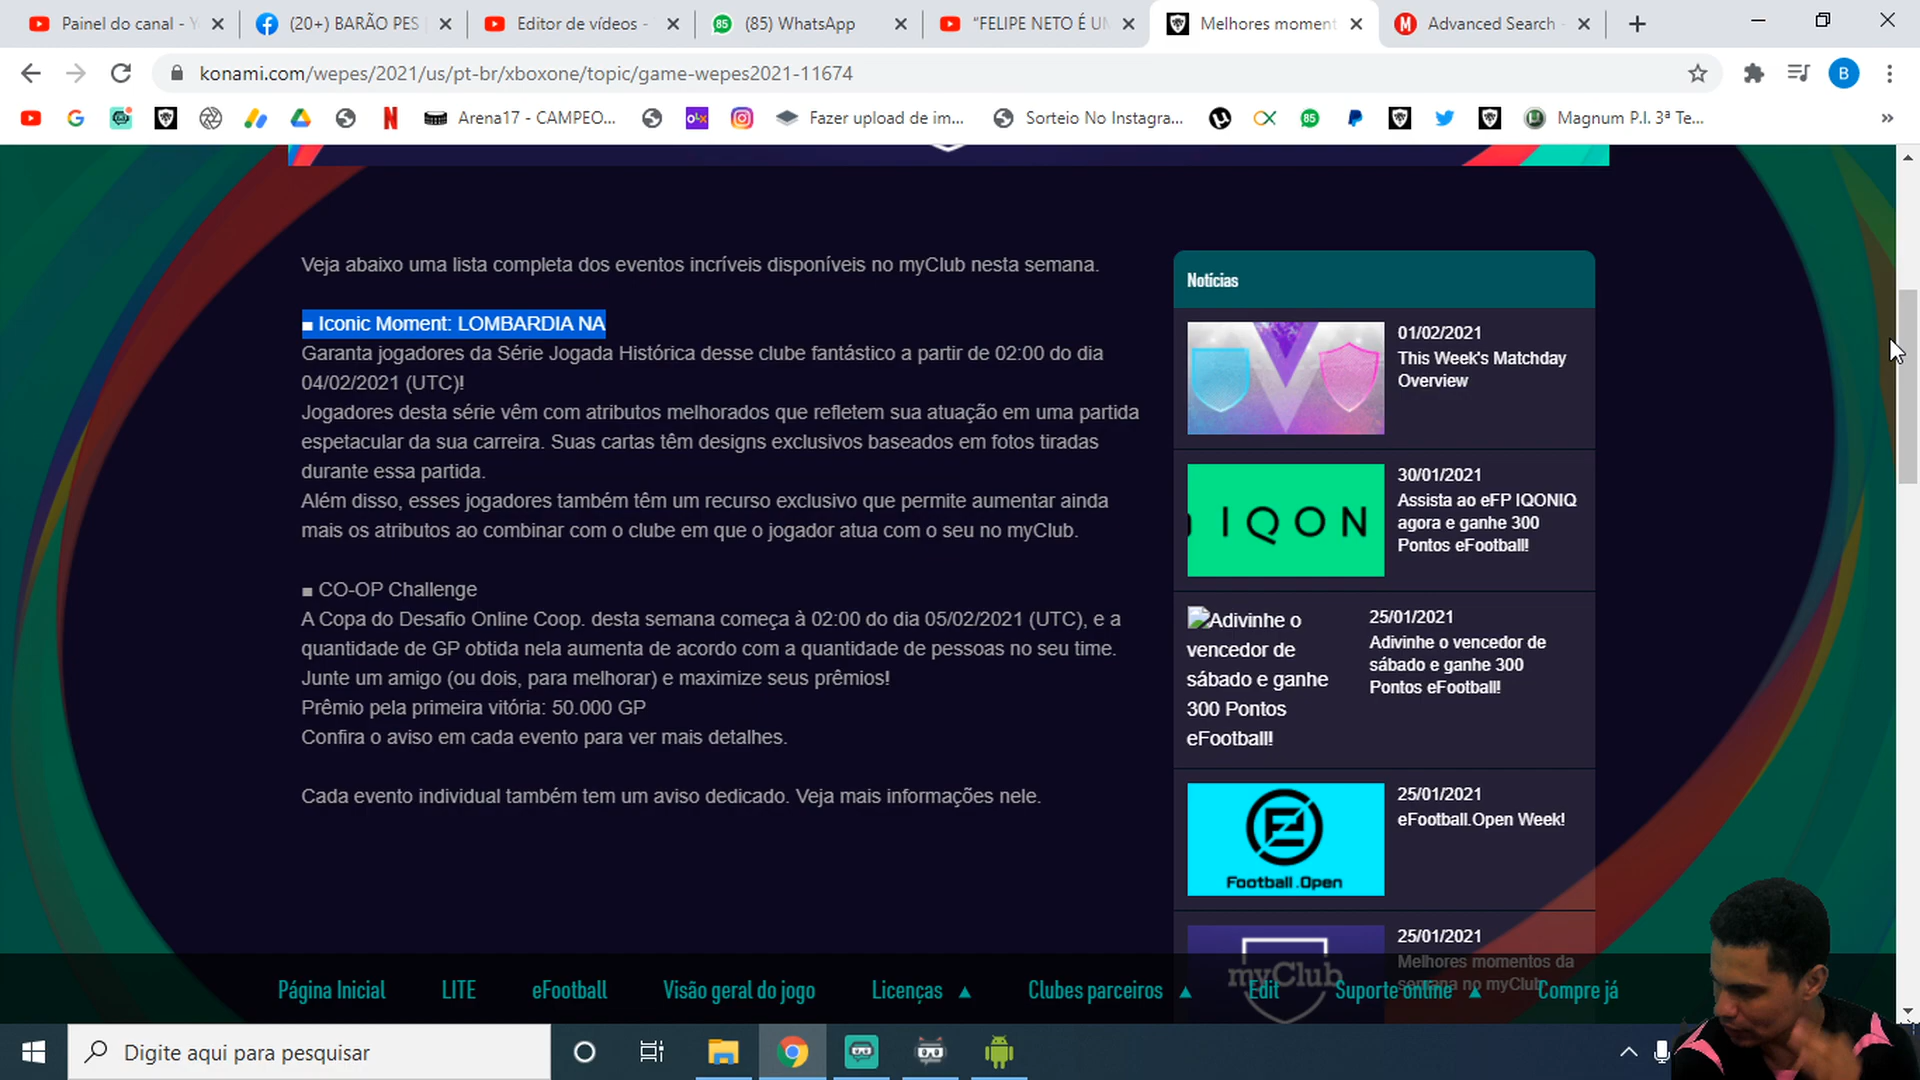 Painel do canal - Y
(20+) BARÃO PES
Editor de vídeos -
(85) WhatsApp
"FELIPE NETO É UM
Melhores moment
Advanced Search
konami.com/wepes/2021/us/pt-br/xboxone/topic/game-wepes2021-11674
B
Arena17 - CAMPEO...
Fazer upload de im...
Sorteio No Instagra...
Magnum P.I. 3ª Te...
Veja abaixo uma lista completa dos eventos incríveis disponíveis no myClub nesta semana.
■ Iconic Moment: LOMBARDIA NA
Garanta jogadores da Série Jogada Histórica desse clube fantástico a partir de 02:00 do dia
04/02/2021 (UTC)!
Jogadores desta série vêm com atributos melhorados que refletem sua atuação em uma partida
espetacular da sua carreira. Suas cartas têm designs exclusivos baseados em fotos tiradas
durante essa partida.
Além disso, esses jogadores também têm um recurso exclusivo que permite aumentar ainda
mais os atributos ao combinar com o clube em que o jogador atua com o seu no myClub.
■ CO-OP Challenge
A Copa do Desafio Online Coop. desta semana começa à 02:00 do dia 05/02/2021 (UTC), e a
quantidade de GP obtida nela aumenta de acordo com a quantidade de pessoas no seu time.
Junte um amigo (ou dois, para melhorar) e maximize seus prêmios!
Prêmio pela primeira vitória: 50.000 GP
Confira o aviso em cada evento para ver mais detalhes.
Cada evento individual também tem um aviso dedicado. Veja mais informações nele.
Notícias
01/02/2021
This Week's Matchday
Overview
IQON
30/01/2021
Assista ao eFP IQONIQ
agora e ganhe 300
Pontos eFootball!
Adivinhe o
vencedor de
sábado e ganhe
300 Pontos
eFootball!
25/01/2021
Adivinhe o vencedor de
sábado e ganhe 300
Pontos eFootball!
Football.Open
25/01/2021
eFootball.Open Week!
myClub
25/01/2021
Melhores momentos da
semana no myClub
Página Inicial
LITE
eFootball
Visão geral do jogo
Licenças
Clubes parceiros
Edit
Suporte online
Compre já
Digite aqui para pesquisar